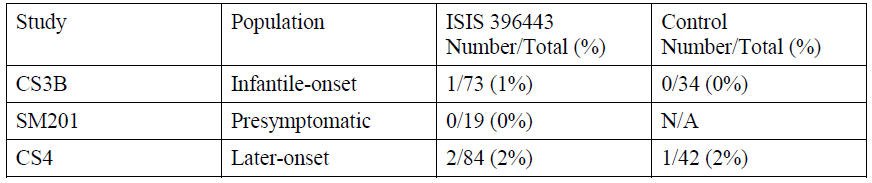 Study Population ISIS 396443 Number/Total (%) Control Number/Total (%)
CS3B Infantile-onset 1/73 (1%) 0/34 (0%)
SM201 Presymptomatic 0/19 (0%) N/A
CS4 Later-onset 2/84 (2%) 1/42 (2%)